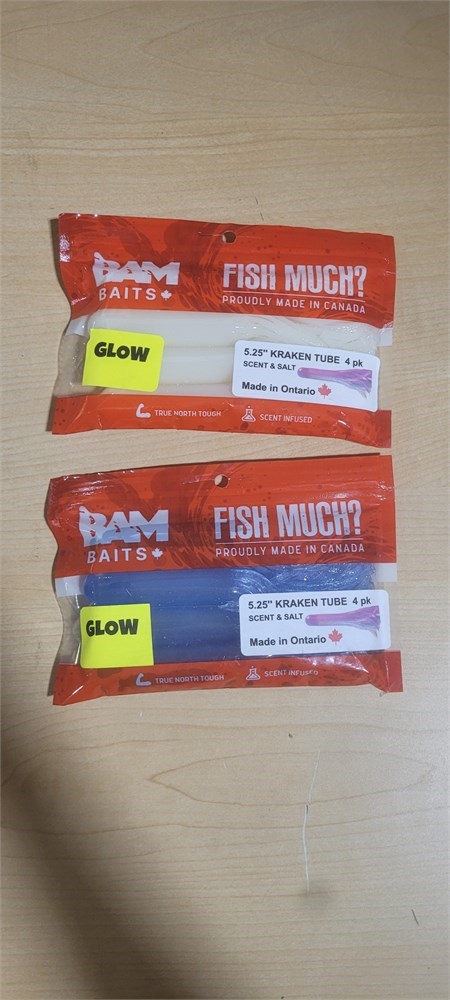 BAM
BAITS
FISH MUCH?
PROUDLY MADE IN CANADA
GLOW
5.25" KRAKEN TUBE 4 pk
SCENT & SALT
Made in Ontario
TRUE NORTH TOUGH
SCENT INFUSED
BAM
BAITS
FISH MUCH?
PROUDLY MADE IN CANADA
GLOW
5.25" KRAKEN TUBE 4 pk
SCENT & SALT
Made in Ontario
TRUE NORTH TOUGH
SCENT INFUSED